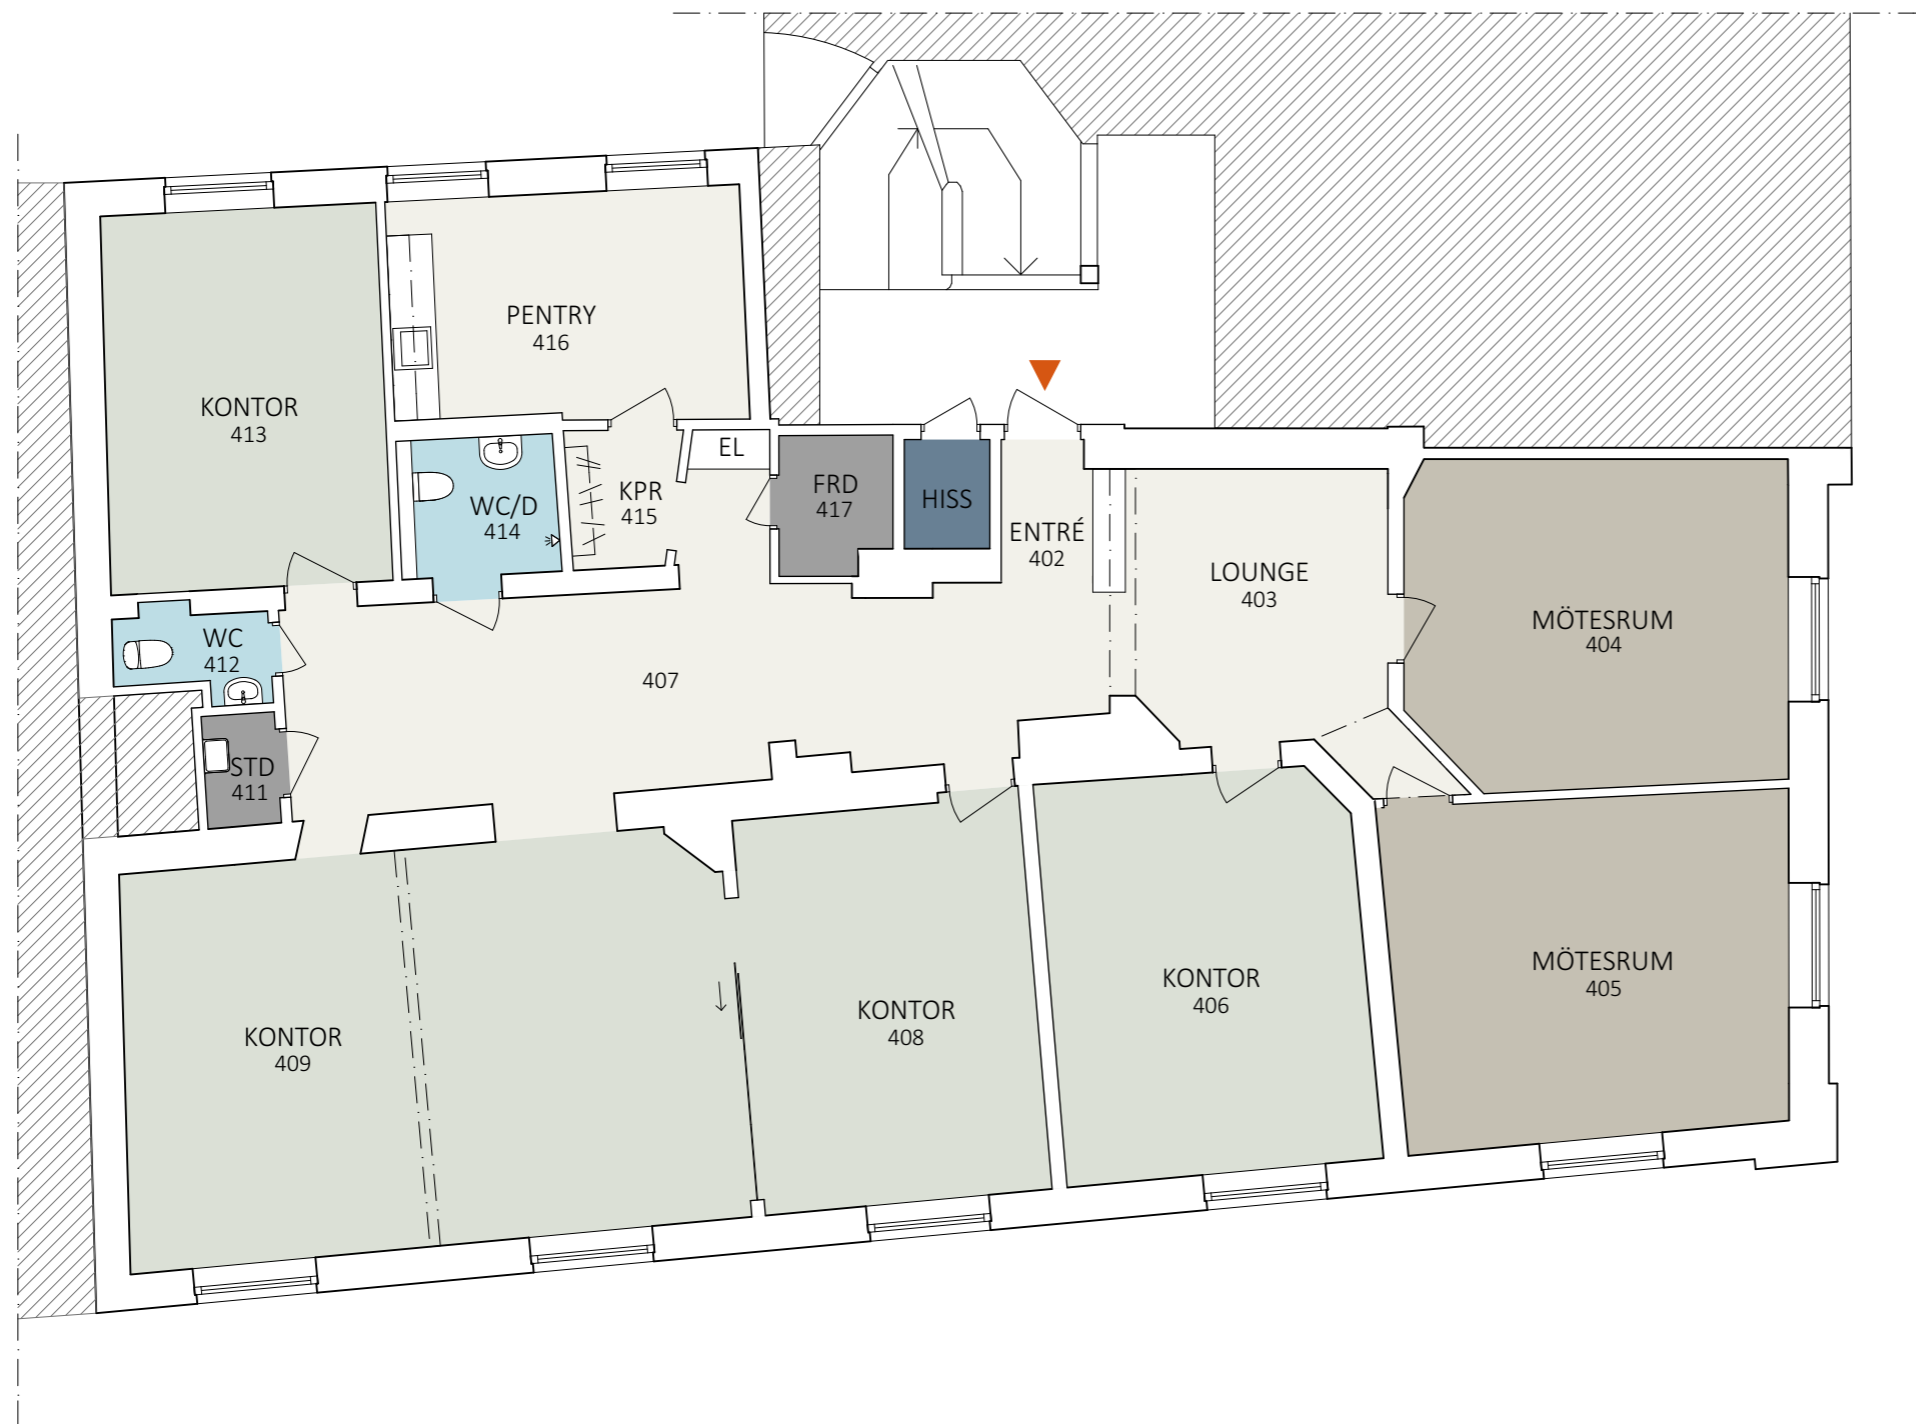 PENTRY
416
KONTOR
413
EL
WC/D
414
KPR
415
FRD
417
HISS
ENTRÉ
402
LOUNGE
403
MÖTESRUM
404
WC
412
407
STD
411
KONTOR
409
KONTOR
408
KONTOR
406
MÖTESRUM
405